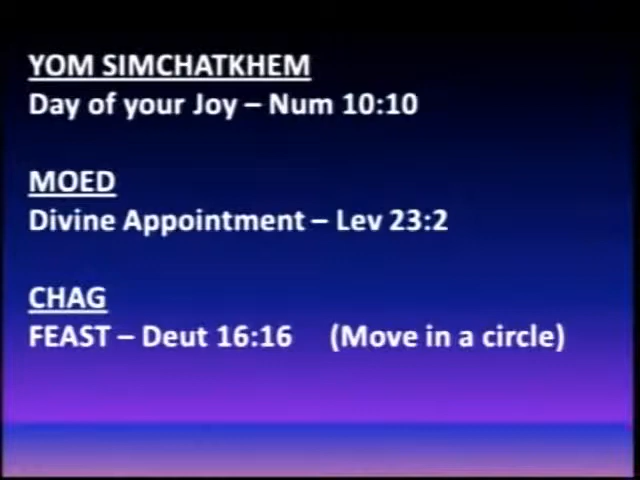 YOM SIMCHATKHEM
Day of your Joy – Num 10:10
MOED
Divine Appointment – Lev 23:2
CHAG
FEAST – Deut 16:16 (Move in a circle)